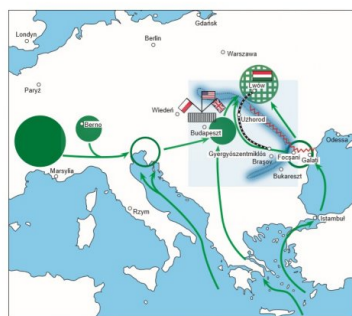 Gdańsk
Londyn
Berlin
Warszawa
Paryż
Lwów
Berno
Wiedeń
Użhorod
Budapeszt
Odessa
Gyergyószentmiklós
Focşani
Braşov
Galaţi
Marsylia
Bukareszt
Rzym
Istambuł